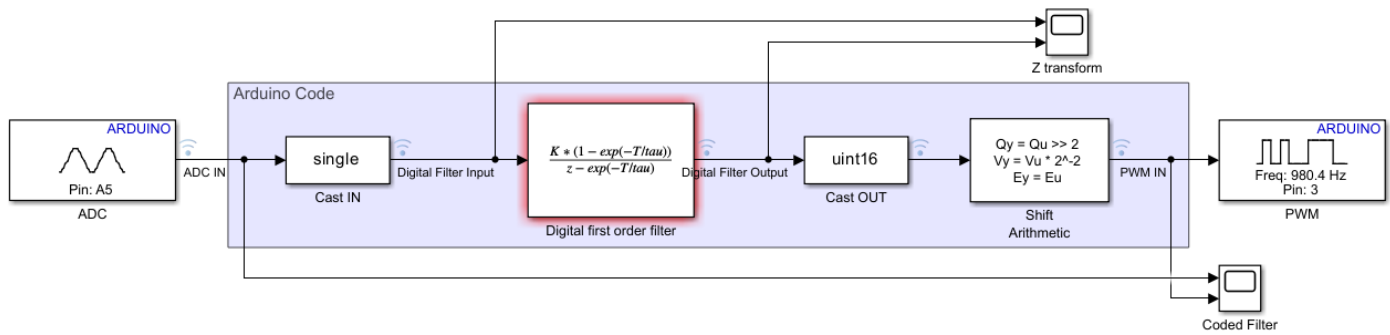 Z transform
Arduino Code
ARDUINO
Pin: A5
ADC
ADC IN
single
Cast IN
Digital Filter Input
K * (1 - exp(-T/tau))
z - exp(-T/tau)
Digital first order filter
Digital Filter Output
uint16
Cast OUT
Qy = Qu >> 2
Vy = Vu * 2^-2
Ey = Eu
Shift
Arithmetic
PWM IN
ARDUINO
Freq: 980.4 Hz
Pin: 3
PWM
Coded Filter